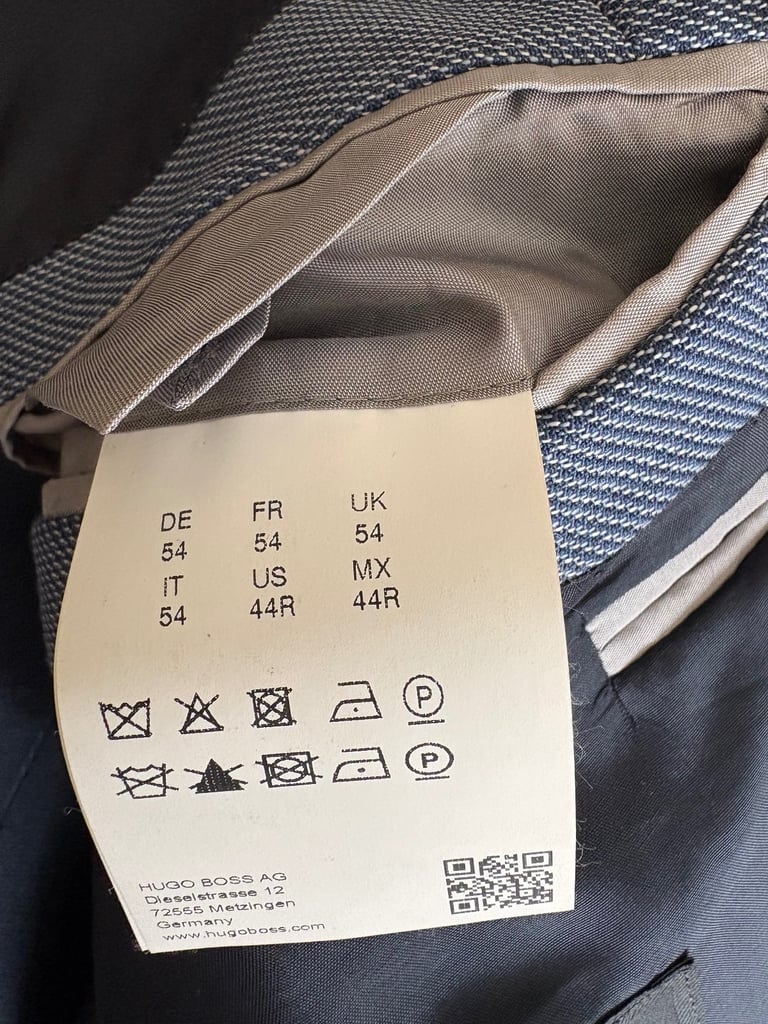 DE FR UK
54 54 54
IT US MX
54 44R 44R
P
P
HUGO BOSS AG
Dieselstrasse 12
72555 Metzingen
Germany
www.hugoboss.com